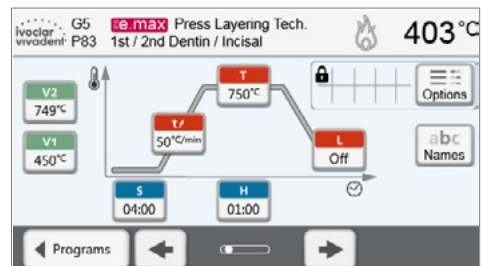 ivoclar vivadent G5 IPS e.max Press Layering Tech. 403°C
P83 1st / 2nd Dentin / Incisal
V2
749°C
V1
450°C
T
750°C
t↗
50°C/min
L
Off
S
04:00
H
01:00
Options
abc
Names
Programs